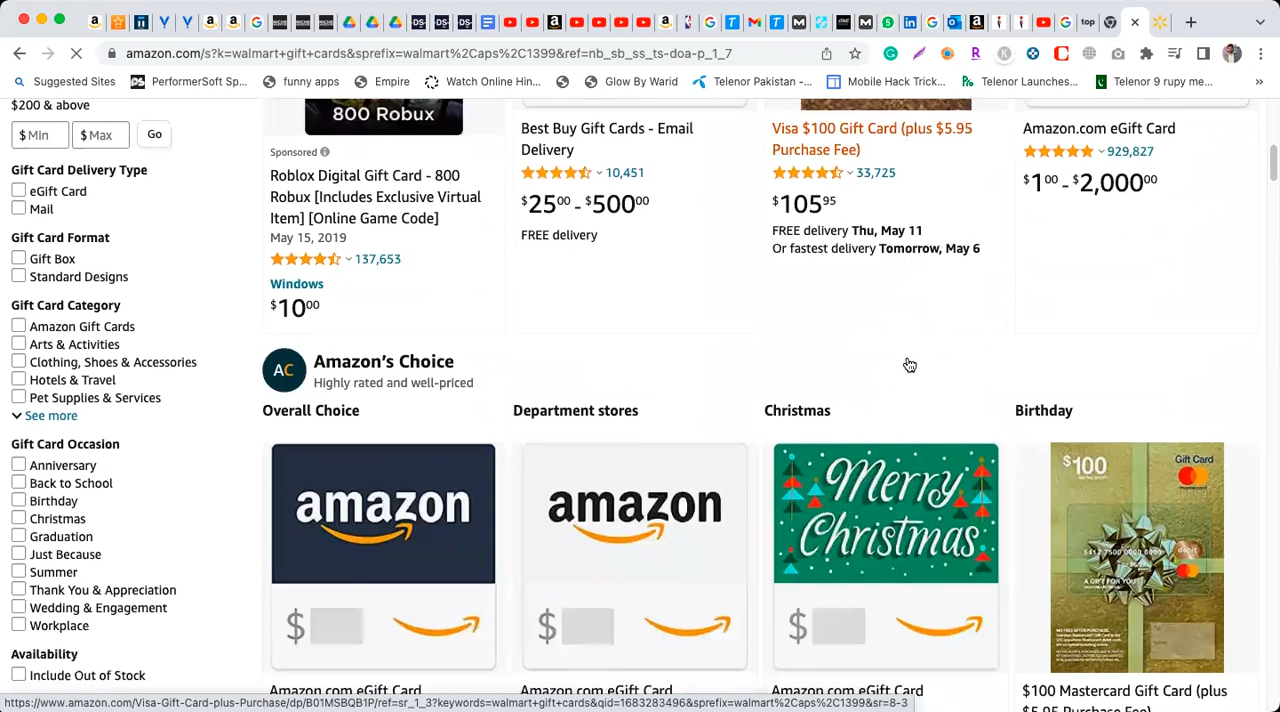 amazon.com/s?k=walmart+gift+cards&sprefix=walmart%2Caps%2C1399&ref=nb_sb_ss_ts-doa-p_1_7
Suggested Sites
PerformerSoft Sp...
funny apps
Empire
Watch Online Hin...
Glow By Warid
Telenor Pakistan -...
Mobile Hack Trick...
Telenor Launches...
Telenor 9 rupy me...
»
$200 & above
$ Min
$ Max
Go
Gift Card Delivery Type
eGift Card
Mail
Gift Card Format
Gift Box
Standard Designs
Gift Card Category
Amazon Gift Cards
Arts & Activities
Clothing, Shoes & Accessories
Hotels & Travel
Pet Supplies & Services
See more
Gift Card Occasion
Anniversary
Back to School
Birthday
Christmas
Graduation
Just Because
Summer
Thank You & Appreciation
Wedding & Engagement
Workplace
Availability
Include Out of Stock
800 Robux
Sponsored
Roblox Digital Gift Card - 800
Robux [Includes Exclusive Virtual
Item] [Online Game Code]
May 15, 2019
137,653
Windows
$10 00
Best Buy Gift Cards - Email
Delivery
10,451
$25 00 - $500 00
FREE delivery
Visa $100 Gift Card (plus $5.95
Purchase Fee)
33,725
$105 95
FREE delivery Thu, May 11
Or fastest delivery Tomorrow, May 6
Amazon.com eGift Card
929,827
$1 00 - $2,000 00
AC
Amazon's Choice
Highly rated and well-priced
Overall Choice
Department stores
Christmas
Birthday
amazon
$
amazon
$
Merry
Christmas
$
$100
Gift Card
mastercard
debit
A GIFT FOR YOU
Amazon.com eGift Card
Amazon.com eGift Card
Amazon.com eGift Card
$100 Mastercard Gift Card (plus
https://www.amazon.com/Visa-Gift-Card-plus-Purchase/dp/B01MSBQB1P/ref=sr_1_3?keywords=walmart+gift+cards&qid=1683283496&sprefix=walmart%2Caps%2C1399&sr=8-3